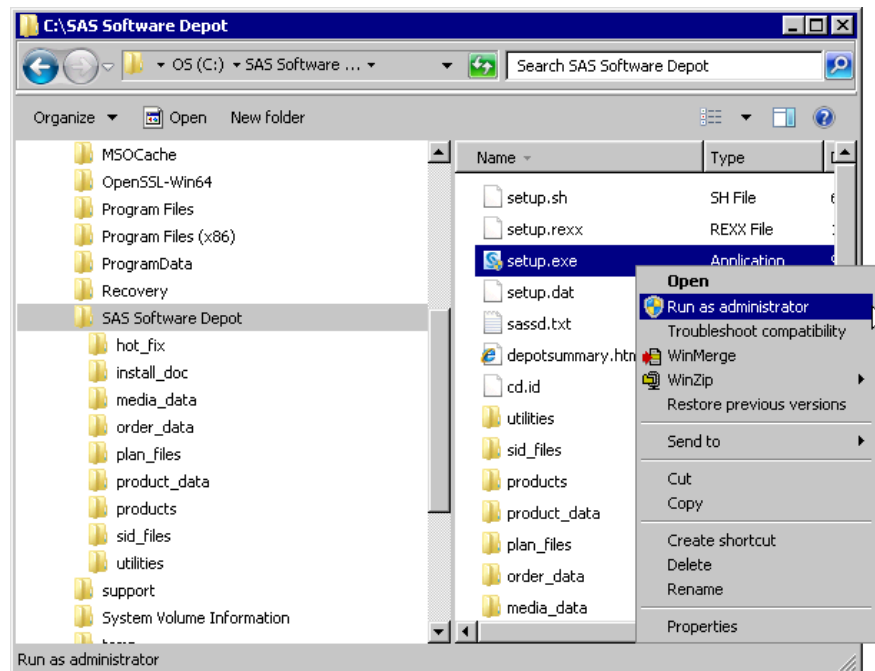 C:\SAS Software Depot
OS (C:) SAS Software ...
Search SAS Software Depot
Organize Open New folder
MSOCache
OpenSSL-Win64
Program Files
Program Files (x86)
ProgramData
Recovery
SAS Software Depot
hot_fix
install_doc
media_data
order_data
plan_files
product_data
products
sid_files
utilities
support
System Volume Information
Name Type
setup.sh SH File
setup.rexx REXX File
setup.exe Application
setup.dat
sassd.txt
depotsummary.htm
cd.id
utilities
sid_files
products
product_data
plan_files
order_data
media_data
Open
Run as administrator
Troubleshoot compatibility
WinMerge
WinZip
Restore previous versions
Send to
Cut
Copy
Create shortcut
Delete
Rename
Properties
Run as administrator